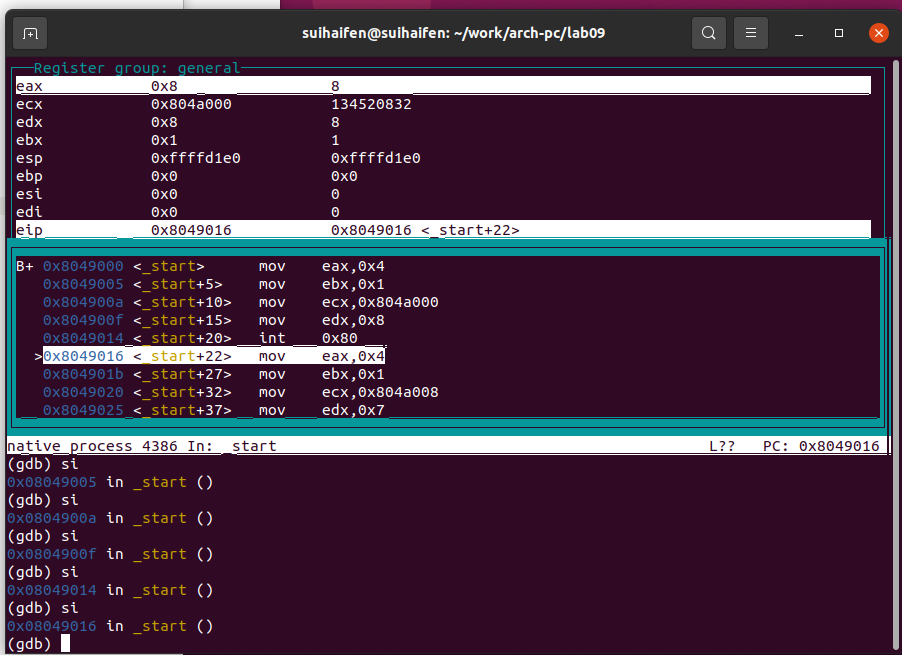 suihaifen@suihaifen: ~/work/arch-pc/lab09
Register group: general
eax 0x8 8
ecx 0x804a000 134520832
edx 0x8 8
ebx 0x1 1
esp 0xffffd1e0 0xffffd1e0
ebp 0x0 0x0
esi 0x0 0
edi 0x0 0
eip 0x8049016 0x8049016 <_start+22>
B+ 0x8049000 <_start> mov eax,0x4
0x8049005 <_start+5> mov ebx,0x1
0x804900a <_start+10> mov ecx,0x804a000
0x804900f <_start+15> mov edx,0x8
0x8049014 <_start+20> int 0x80
>0x8049016 <_start+22> mov eax,0x4
0x804901b <_start+27> mov ebx,0x1
0x8049020 <_start+32> mov ecx,0x804a008
0x8049025 <_start+37> mov edx,0x7
native process 4386 In: _start L?? PC: 0x8049016
(gdb) si
0x08049005 in _start ()
(gdb) si
0x0804900a in _start ()
(gdb) si
0x0804900f in _start ()
(gdb) si
0x08049014 in _start ()
(gdb) si
0x08049016 in _start ()
(gdb)